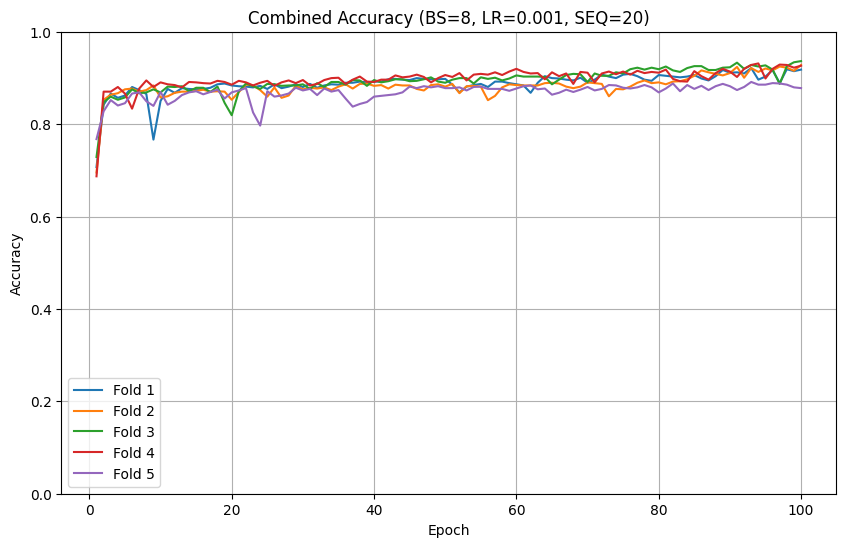 Combined Accuracy (BS=8, LR=0.001, SEQ=20)
1.0
0.8
0.6
0.4
0.2
0.0
Accuracy
Fold 1
Fold 2
Fold 3
Fold 4
Fold 5
0 20 40 60 80 100
Epoch